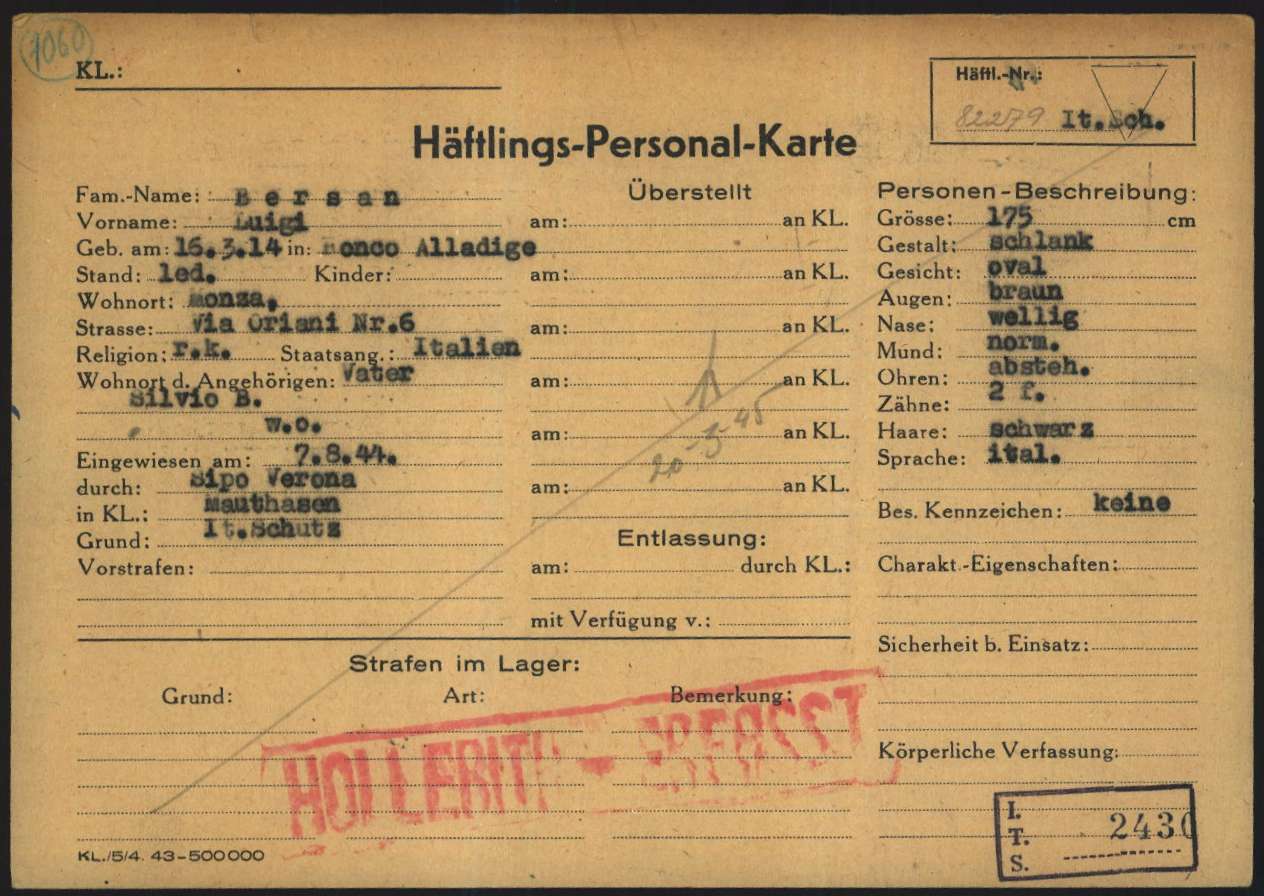 1060
KL.:
Häftl.-Nr.:
82279 It.Sch.
Häftlings-Personal-Karte
Fam.-Name: Bersan
Vorname: Luigi
Geb. am: 16.3.14 in: Ronco Alladige
Stand: led. Kinder:
Wohnort: Monza.
Strasse: Via Oriani Nr.6
Religion: r.k. Staatsang.: Italien
Wohnort d. Angehörigen: Vater
Silvio B.
w.o.
Eingewiesen am: 7.8.44.
durch: Sipo Verona
in KL.: Mauthasen
Grund: It.Schutz
Vorstrafen:
Überstellt
am: an KL.
am: an KL.
am: an KL.
am: an KL.
am: an KL.
am: an KL.
20-3-45
Entlassung:
am: durch KL.:
mit Verfügung v.:
Personen-Beschreibung:
Grösse: 175 cm
Gestalt: schlank
Gesicht: oval
Augen: braun
Nase: wellig
Mund: norm.
Ohren: absteh.
Zähne: 2 f.
Haare: schwarz
Sprache: ital.
Bes. Kennzeichen: keine
Charakt.-Eigenschaften:
Sicherheit b. Einsatz:
Körperliche Verfassung:
Strafen im Lager:
Grund: Art: Bemerkung:
HOLLERITH - ERFASST
I.T.S. 2430
KL./5/4. 43-500000